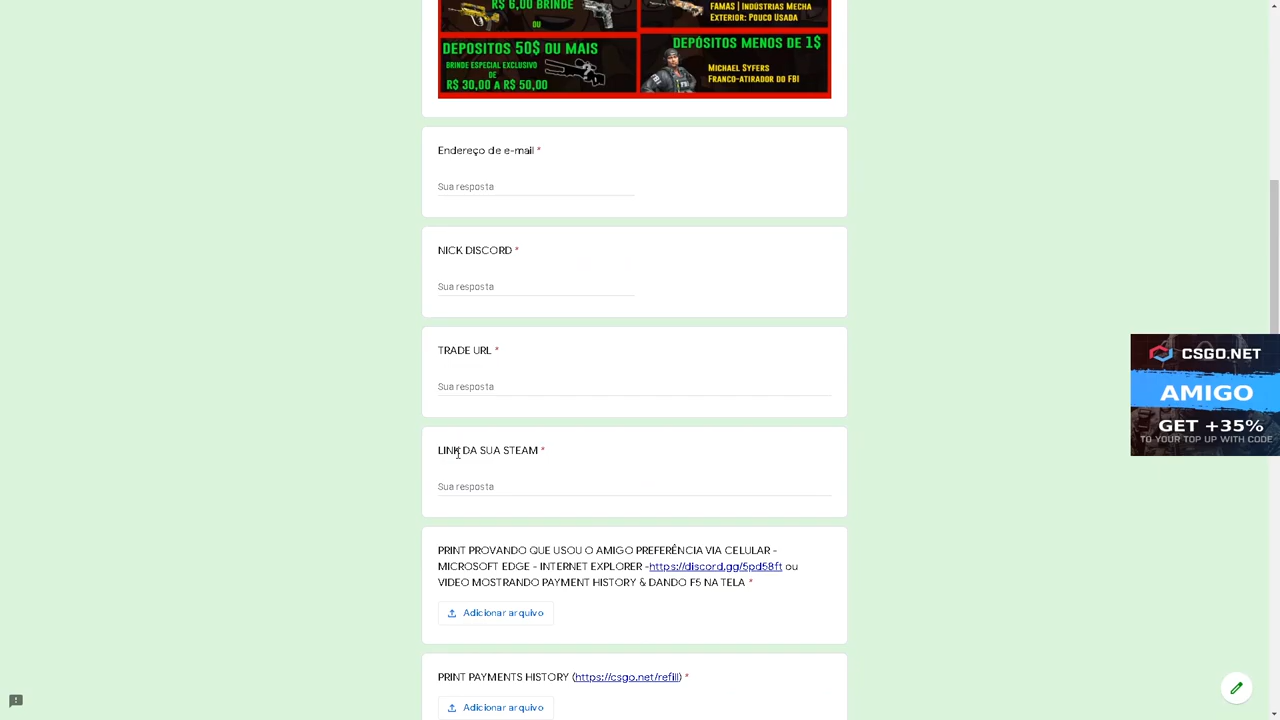 R$ 6,00 BRINDE
OU
FAMAS | INDÚSTRIAS MECHA
EXTERIOR: POUCO USADA
DEPOSITOS 50$ OU MAIS
BRINDE ESPECIAL EXCLUSIVO
DE
R$ 30,00 A R$ 50,00
DEPÓSITOS MENOS DE 1$
MICHAEL SYFERS
FRANCO-ATIRADOR DO FBI
Endereço de e-mail *
Sua resposta
NICK DISCORD *
Sua resposta
TRADE URL *
Sua resposta
LINK DA SUA STEAM *
Sua resposta
PRINT PROVANDO QUE USOU O AMIGO PREFERÊNCIA VIA CELULAR -
MICROSOFT EDGE - INTERNET EXPLORER -https://discord.gg/5pd58ft ou
VIDEO MOSTRANDO PAYMENT HISTORY & DANDO F5 NA TELA *
Adicionar arquivo
PRINT PAYMENTS HISTORY (https://csgo.net/refill) *
Adicionar arquivo
CSGO.NET
AMIGO
GET +35%
TO YOUR TOP UP WITH CODE